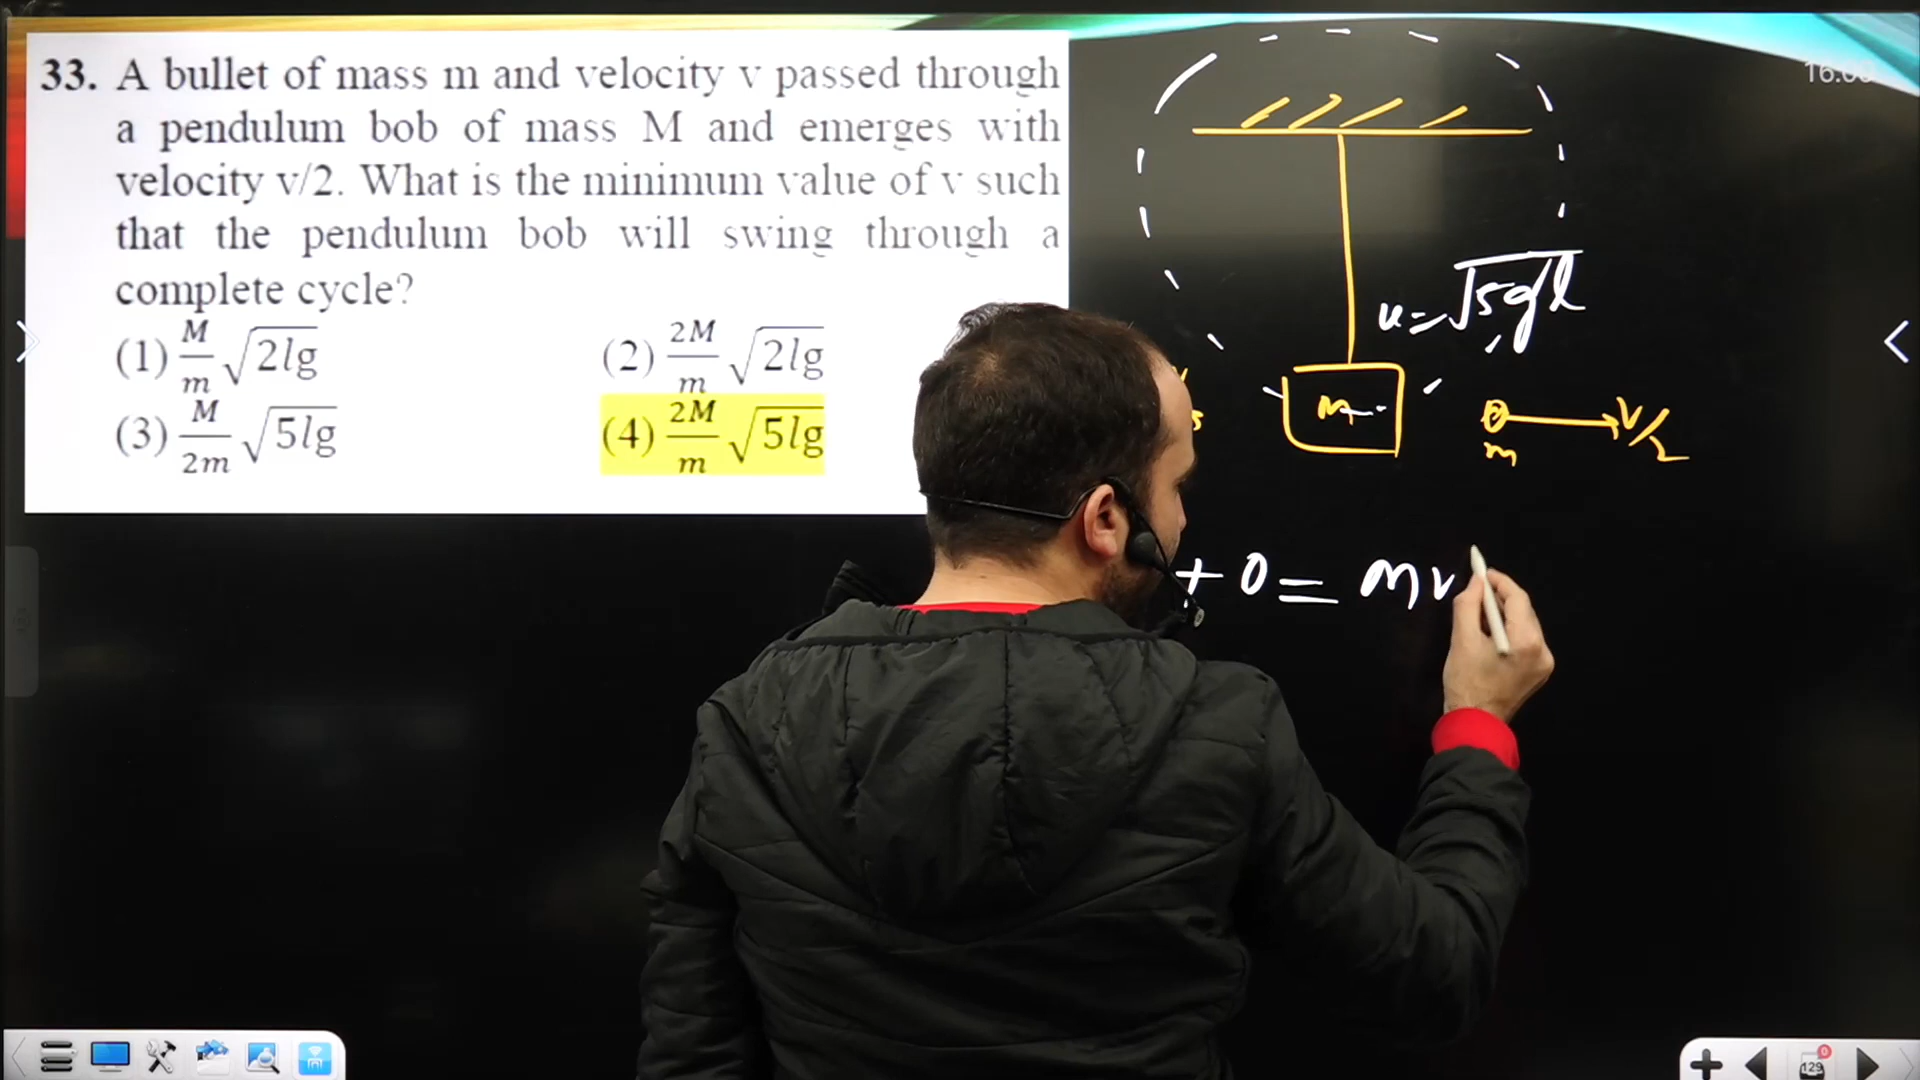 33. A bullet of mass m and velocity v passed through
a pendulum bob of mass M and emerges with
velocity v/2. What is the minimum value of v such
that the pendulum bob will swing through a
complete cycle?
(1) M/m √2lg (2) 2M/m √2lg
(3) M/2m √5lg (4) 2M/m √5lg
u = √5gl
M
m
v/2
+ 0 = mv
129
0